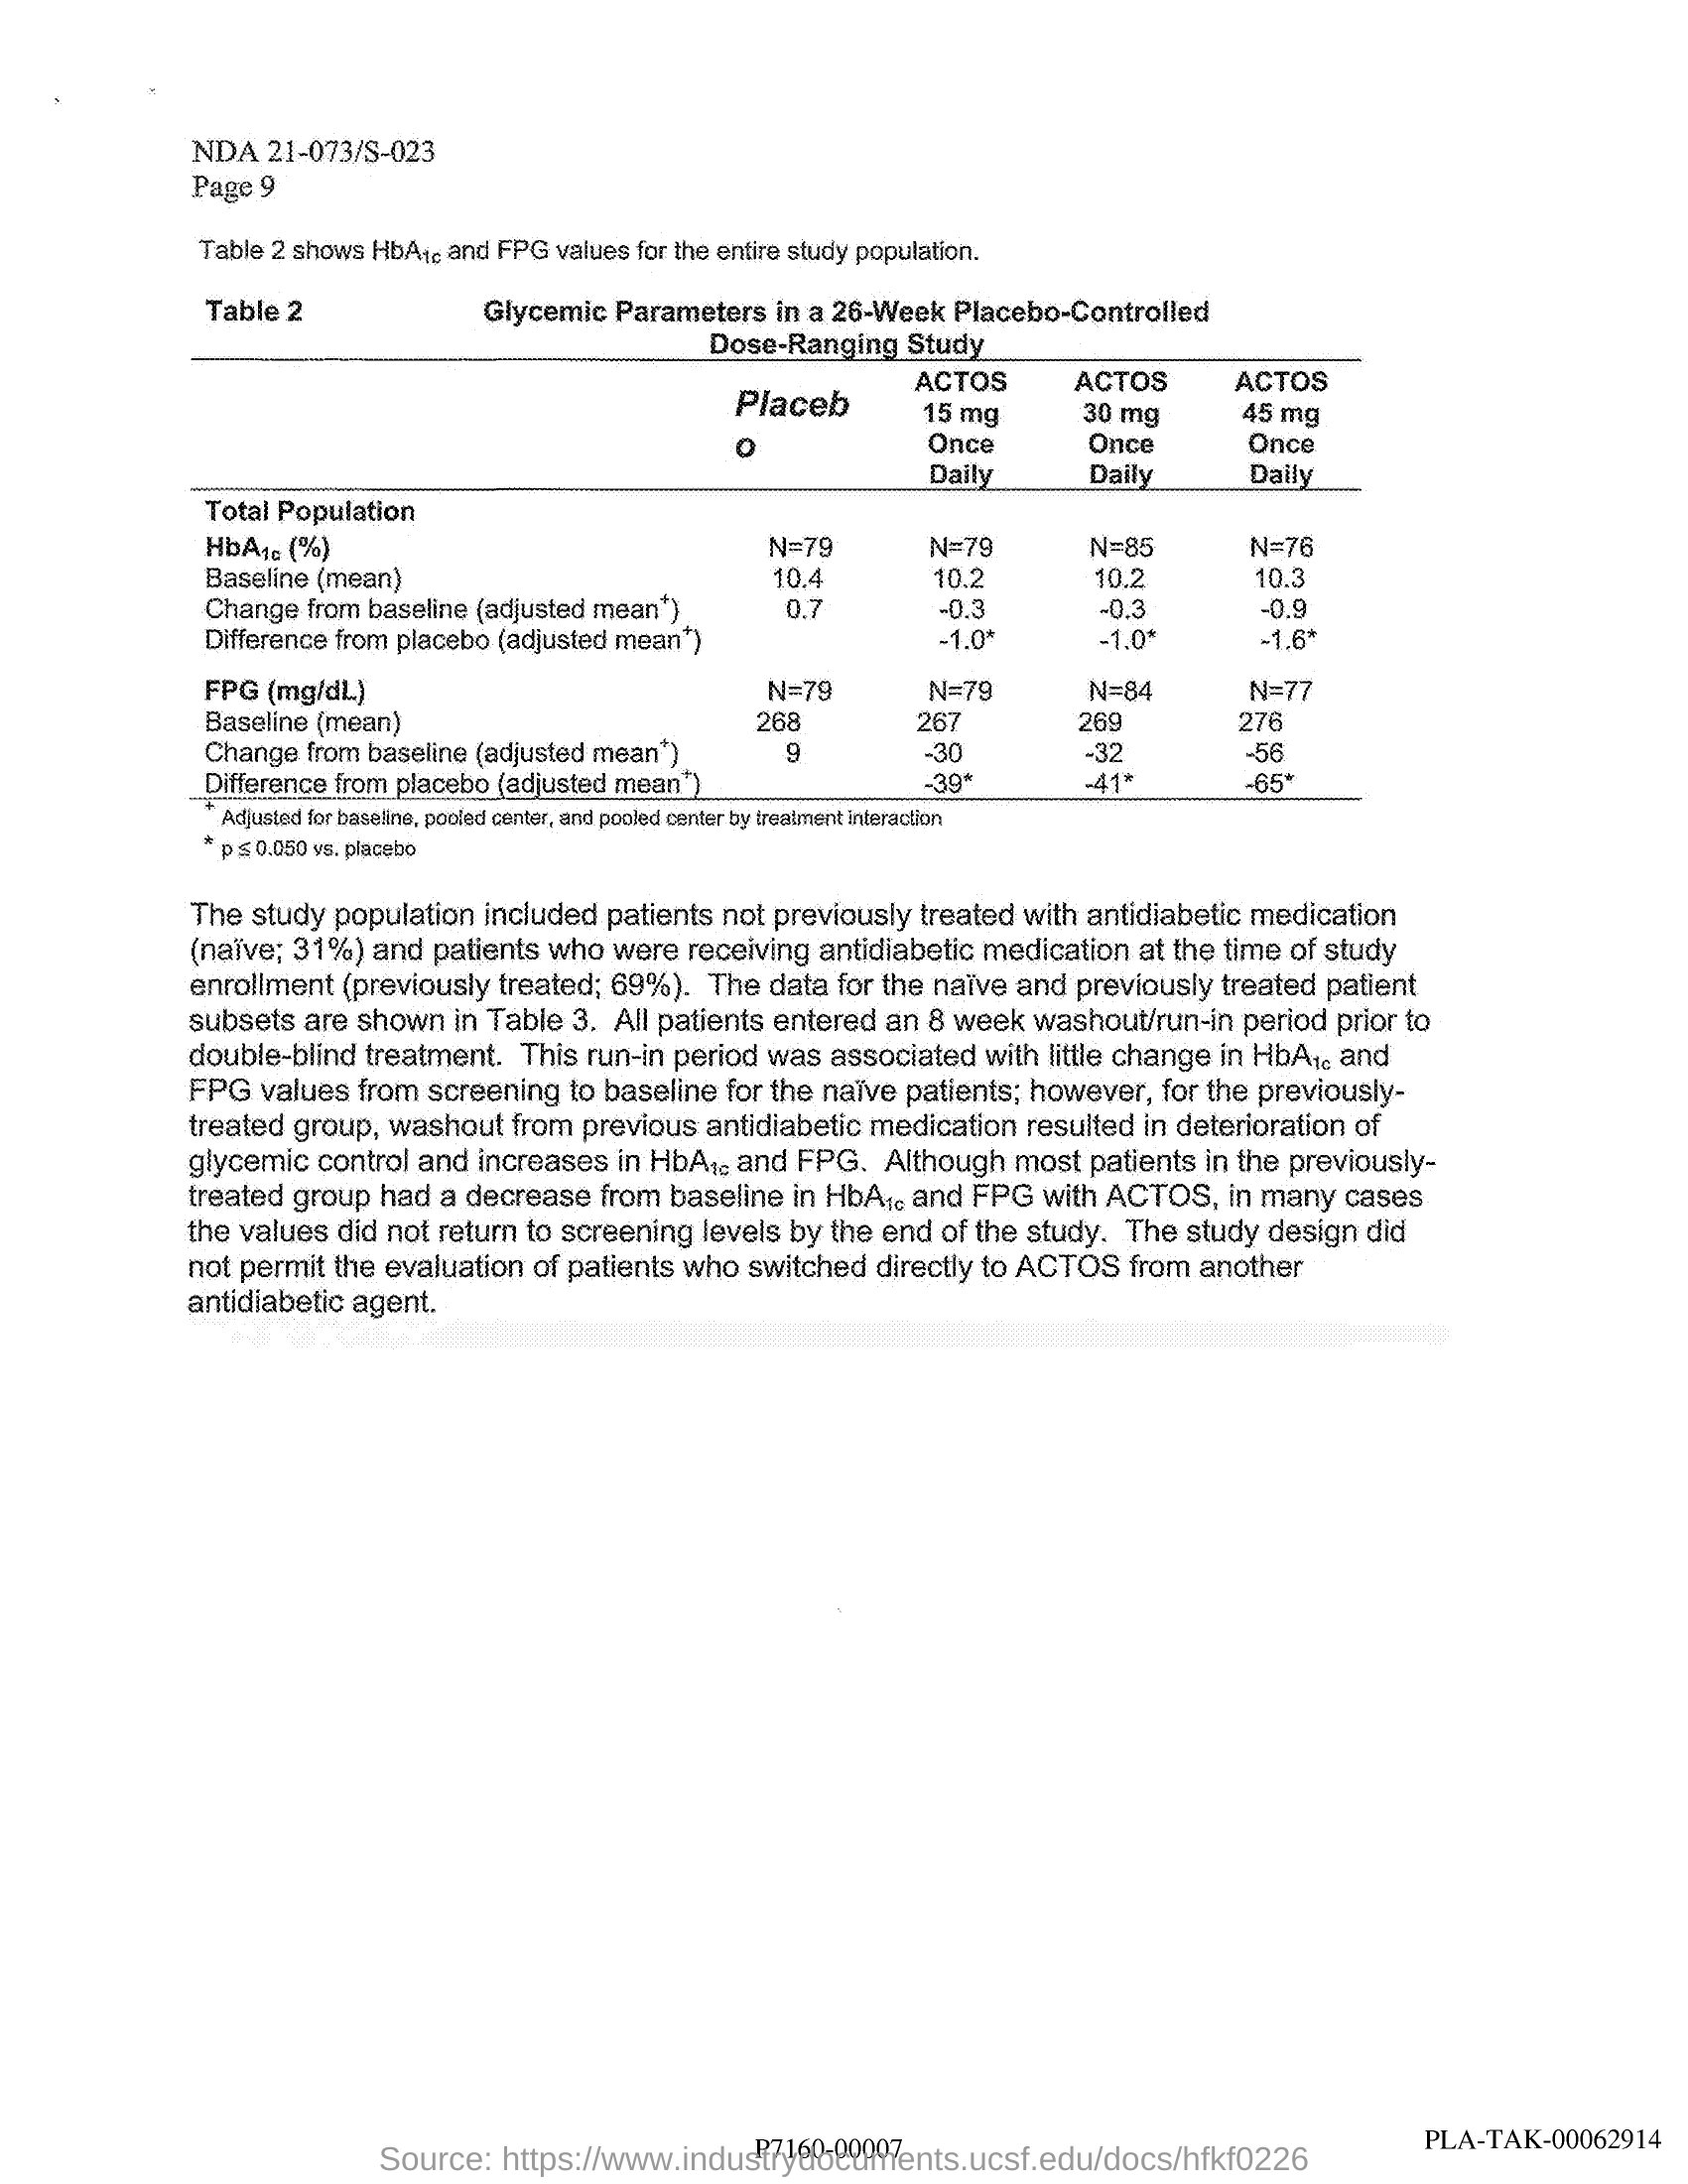 NDA 21-073/S-023
Page 9
Table 2 shows HbA1c and FPG values for the entire study population.
Table 2 Glycemic Parameters in a 26-Week Placebo-Controlled
Dose-Ranging Study
Placeb
o
ACTOS 15 mg Once Daily
ACTOS 30 mg Once Daily
ACTOS 45 mg Once Daily
Total Population
HbA1c (%) N=79 N=79 N=85 N=76
Baseline (mean) 10.4 10.2 10.2 10.3
Change from baseline (adjusted mean+) 0.7 -0.3 -0.3 -0.9
Difference from placebo (adjusted mean+) -1.0* -1.0* -1.6*
FPG (mg/dL) N=79 N=79 N=84 N=77
Baseline (mean) 268 267 269 276
Change from baseline (adjusted mean+) 9 -30 -32 -56
Difference from placebo (adjusted mean+) -39* -41* -65*
+ Adjusted for baseline, pooled center, and pooled center by treatment interaction
* p ≤ 0.050 vs. placebo
The study population included patients not previously treated with antidiabetic medication
(naïve; 31%) and patients who were receiving antidiabetic medication at the time of study
enrollment (previously treated; 69%). The data for the naïve and previously treated patient
subsets are shown in Table 3. All patients entered an 8 week washout/run-in period prior to
double-blind treatment. This run-in period was associated with little change in HbA1c and
FPG values from screening to baseline for the naïve patients; however, for the previously-
treated group, washout from previous antidiabetic medication resulted in deterioration of
glycemic control and increases in HbA1c and FPG. Although most patients in the previously-
treated group had a decrease from baseline in HbA1c and FPG with ACTOS, in many cases
the values did not return to screening levels by the end of the study. The study design did
not permit the evaluation of patients who switched directly to ACTOS from another
antidiabetic agent.
P7160-00007
PLA-TAK-00062914
Source: https://www.industrydocuments.ucsf.edu/docs/hfkf0226